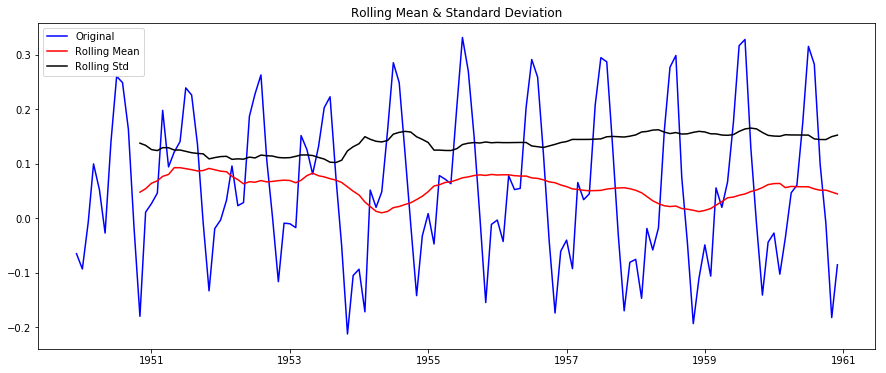 Rolling Mean & Standard Deviation
Original
Rolling Mean
Rolling Std
0.3
0.2
0.1
0.0
−0.1
−0.2
1951 1953 1955 1957 1959 1961